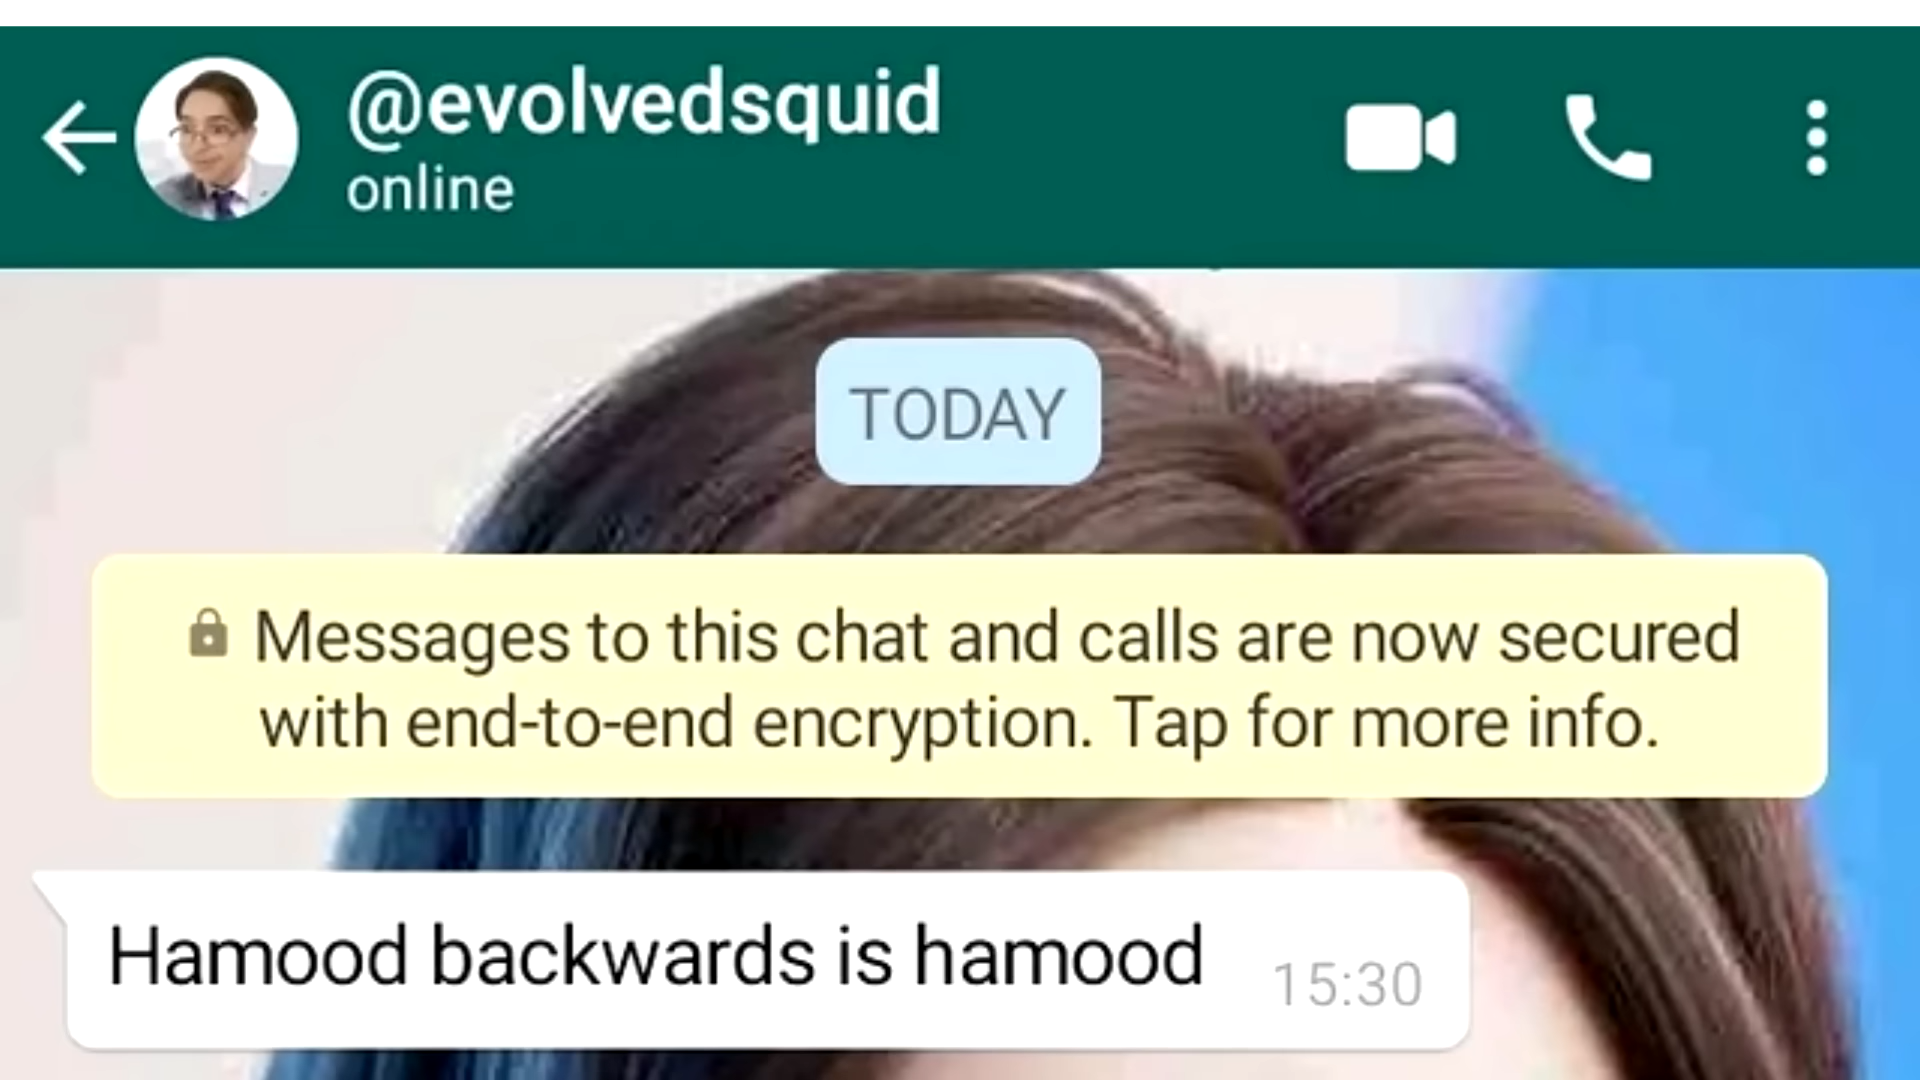 @evolvedsquid
online
TODAY
Messages to this chat and calls are now secured
with end-to-end encryption. Tap for more info.
Hamood backwards is hamood
15:30